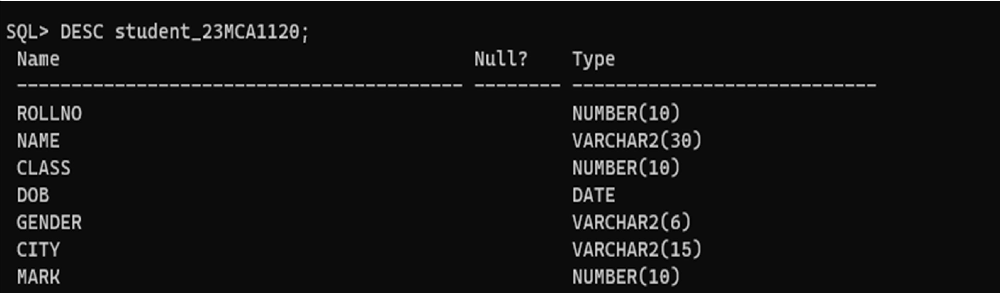 SQL> DESC student_23MCA1120;
Name Null? Type
----------------------------------------- -------- ----------------------------
ROLLNO NUMBER(10)
NAME VARCHAR2(30)
CLASS NUMBER(10)
DOB DATE
GENDER VARCHAR2(6)
CITY VARCHAR2(15)
MARK NUMBER(10)